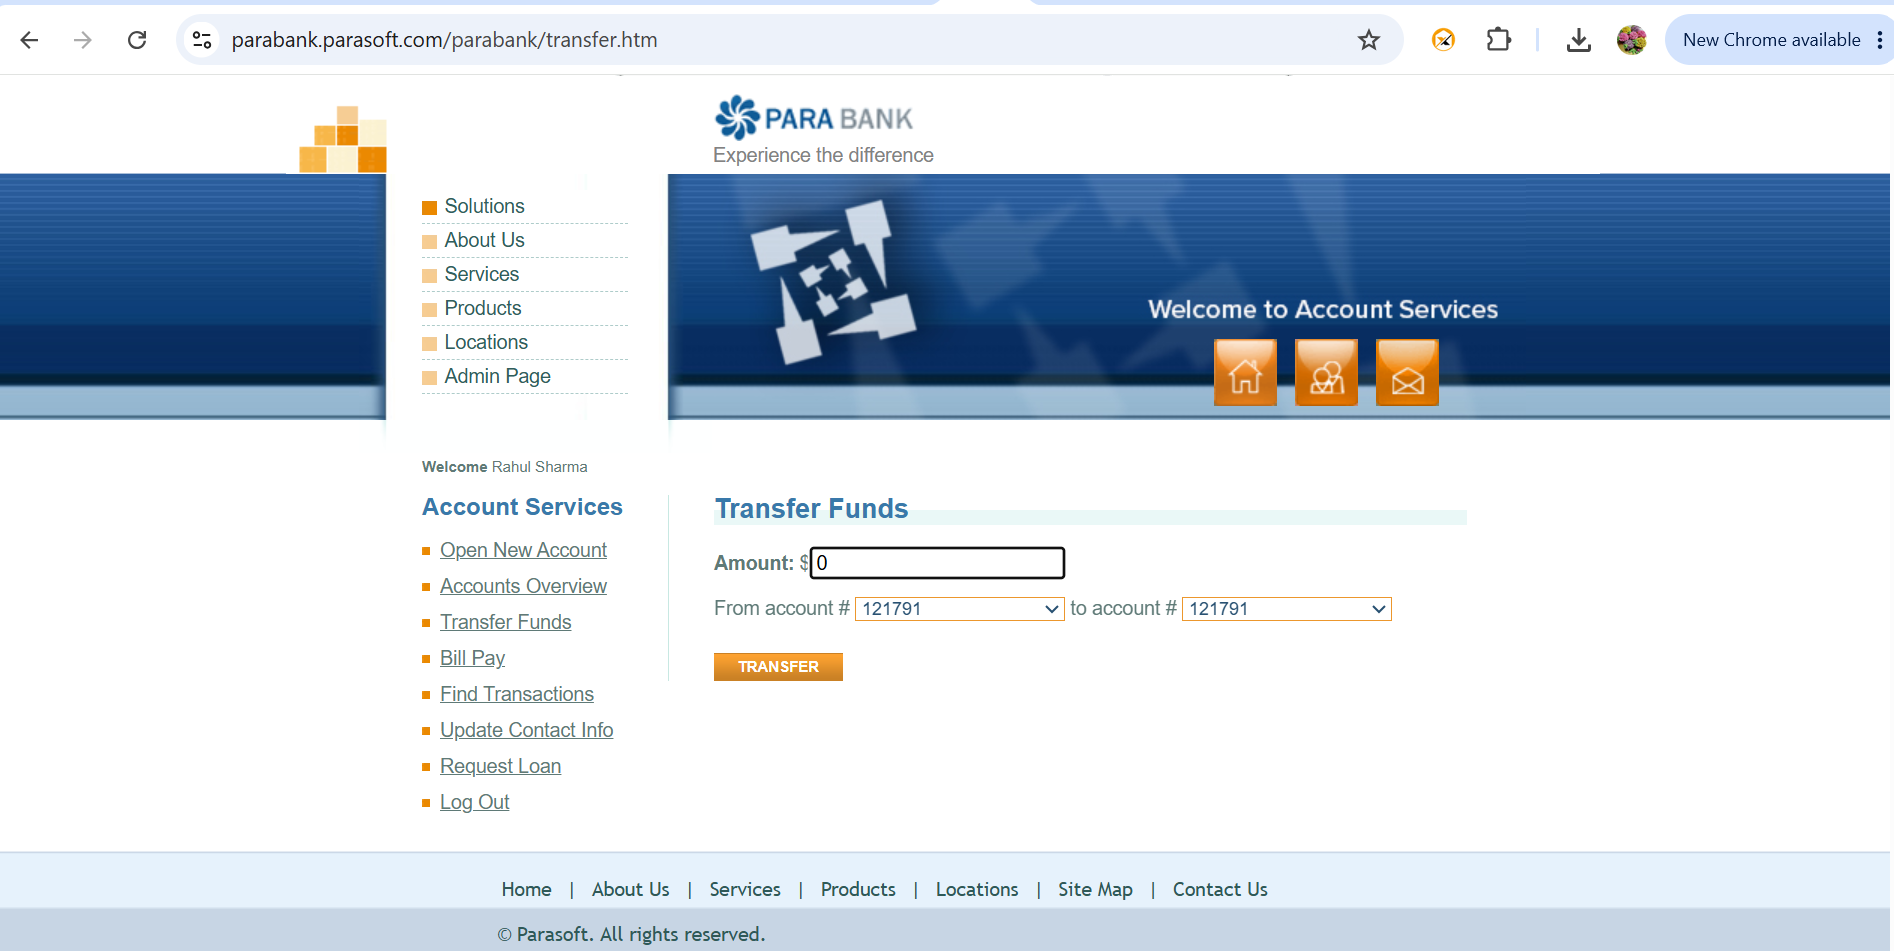 parabank.parasoft.com/parabank/transfer.htm
New Chrome available
PARA BANK
Experience the difference
Solutions
About Us
Services
Products
Locations
Admin Page
Welcome to Account Services
Welcome Rahul Sharma
Account Services
Open New Account
Accounts Overview
Transfer Funds
Bill Pay
Find Transactions
Update Contact Info
Request Loan
Log Out
Transfer Funds
Amount: $0
From account # 121791 to account # 121791
TRANSFER
Home | About Us | Services | Products | Locations | Site Map | Contact Us
© Parasoft. All rights reserved.